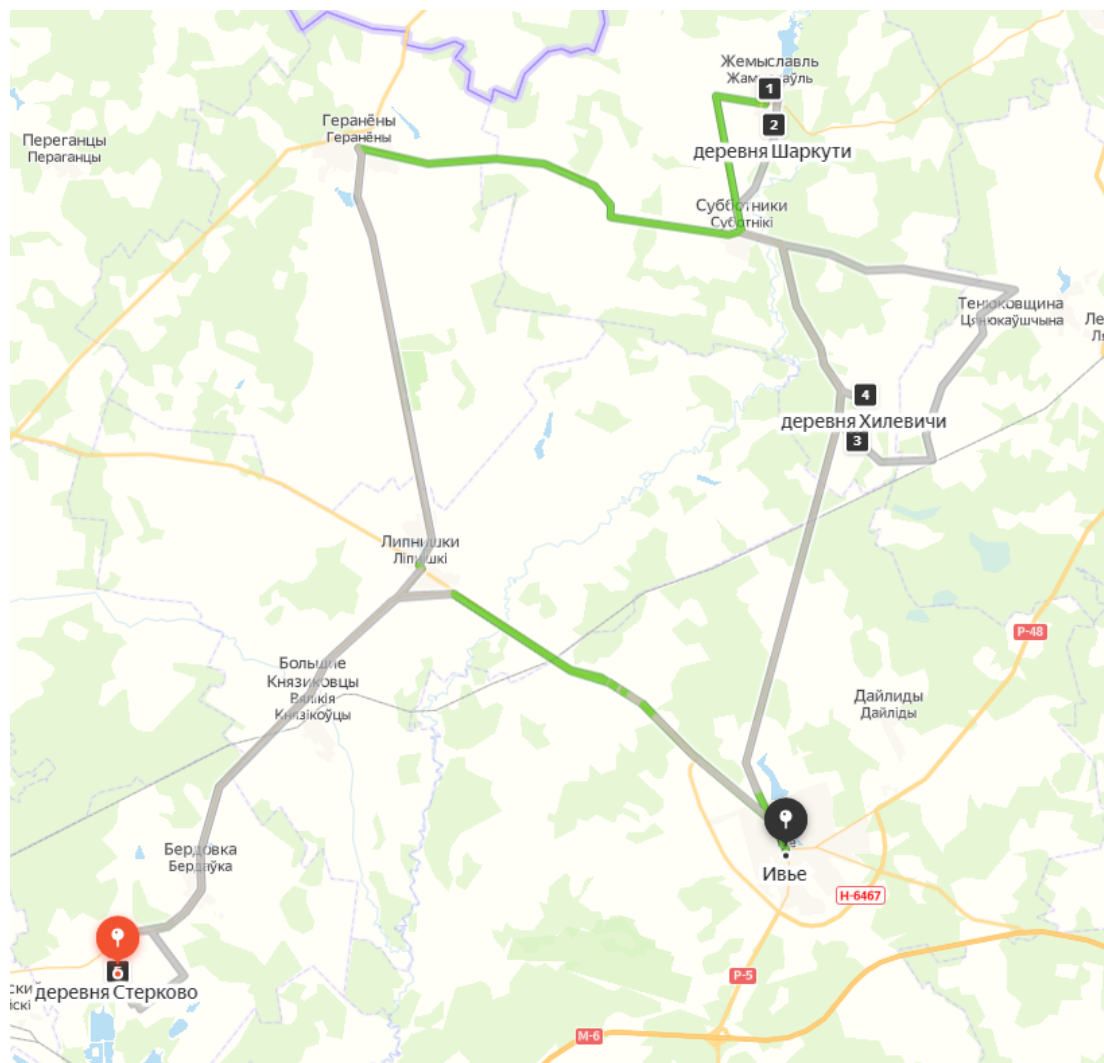 Жемыславль
1
2
деревня Шаркути
Геранёны
Геранёны
Переганцы
Пераганцы
Субботники
Суботнікі
Тенюковщина
Цянюкаўшчына
4
деревня Хилевичи
3
Липнишки
Ліпнішкі
Р-48
Большие
Князиковцы
Вялікія
Князікоўцы
Дайлиды
Дайліды
Бердовка
Бердаўка
Ивье
Н-6467
деревня Стерково
Р-5
М-6